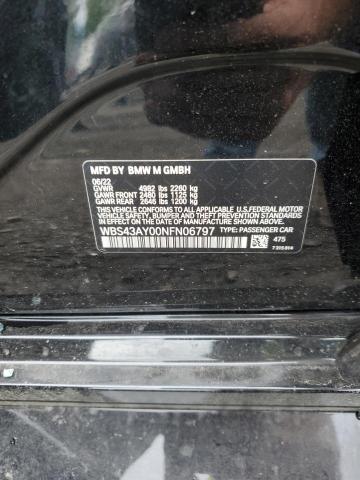 MFD BY BMW M GMBH
06/22
GVWR 4982 lbs 2260 kg
GAWR FRONT 2480 lbs 1125 kg
GAWR REAR 2646 lbs 1200 kg
THIS VEHICLE CONFORMS TO ALL APPLICABLE U.S.FEDERAL MOTOR
VEHICLE SAFETY, BUMPER, AND THEFT PREVENTION STANDARDS IN
EFFECT ON THE DATE OF MANUFACTURE SHOWN ABOVE.
WBS43AY00NFN06797 TYPE: PASSENGER CAR
475